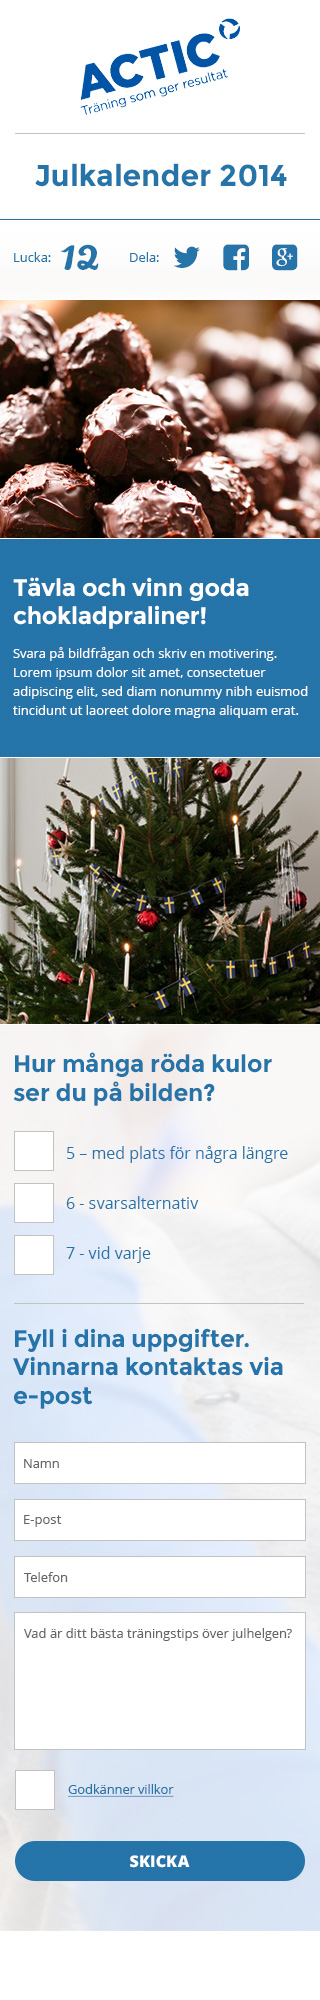 ACTIC
Träning som ger resultat
Julkalender 2014
Lucka: 12 Dela:
Tävla och vinn goda
chokladpraliner!
Svara på bildfrågan och skriv en motivering.
Lorem ipsum dolor sit amet, consectetuer
adipiscing elit, sed diam nonummy nibh euismod
tincidunt ut laoreet dolore magna aliquam erat.
Hur många röda kulor
ser du på bilden?
5 – med plats för några längre
6 - svarsalternativ
7 - vid varje
Fyll i dina uppgifter.
Vinnarna kontaktas via
e-post
Namn
E-post
Telefon
Vad är ditt bästa träningstips över julhelgen?
Godkänner villkor
SKICKA